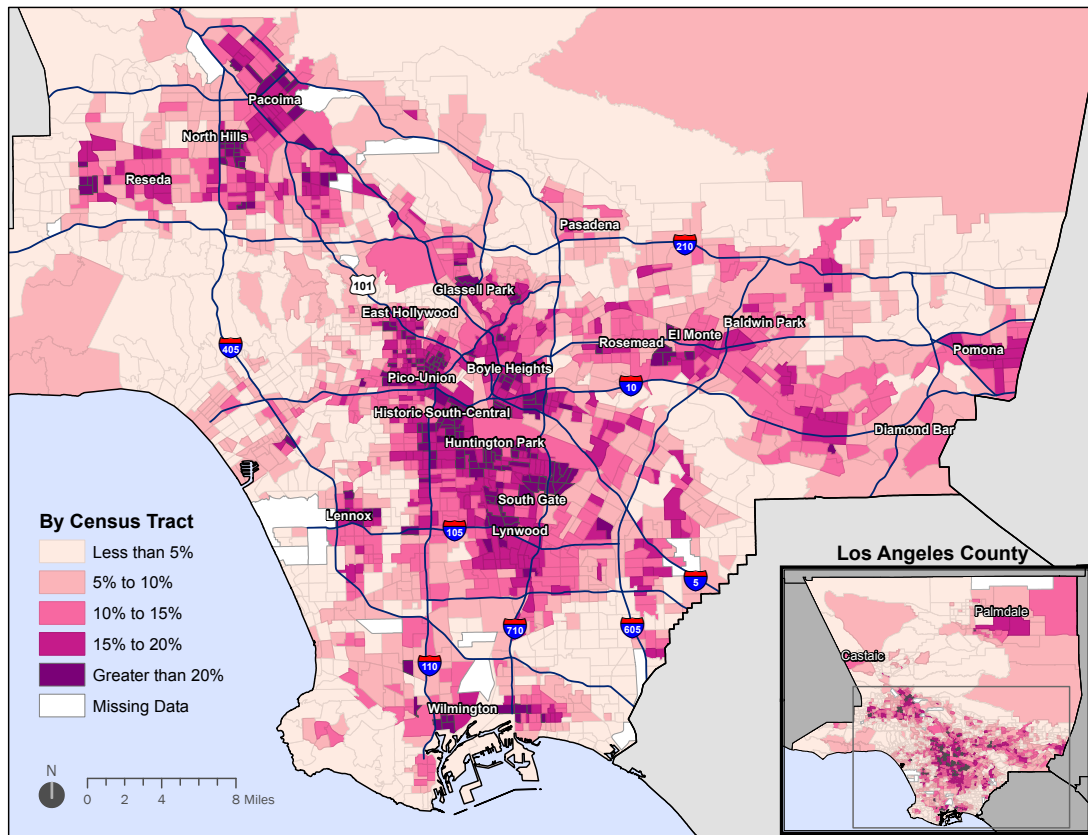 Pacoima
North Hills
Reseda
Pasadena
210
101
Glassell Park
East Hollywood
405
Baldwin Park
El Monte
Rosemead
Pomona
Boyle Heights
Pico-Union
10
Historic South-Central
Diamond Bar
Huntington Park
South Gate
Lennox
105
Lynwood
5
710
605
110
Wilmington
By Census Tract
Less than 5%
5% to 10%
10% to 15%
15% to 20%
Greater than 20%
Missing Data
N
0 2 4 8 Miles
Los Angeles County
Palmdale
Castaic